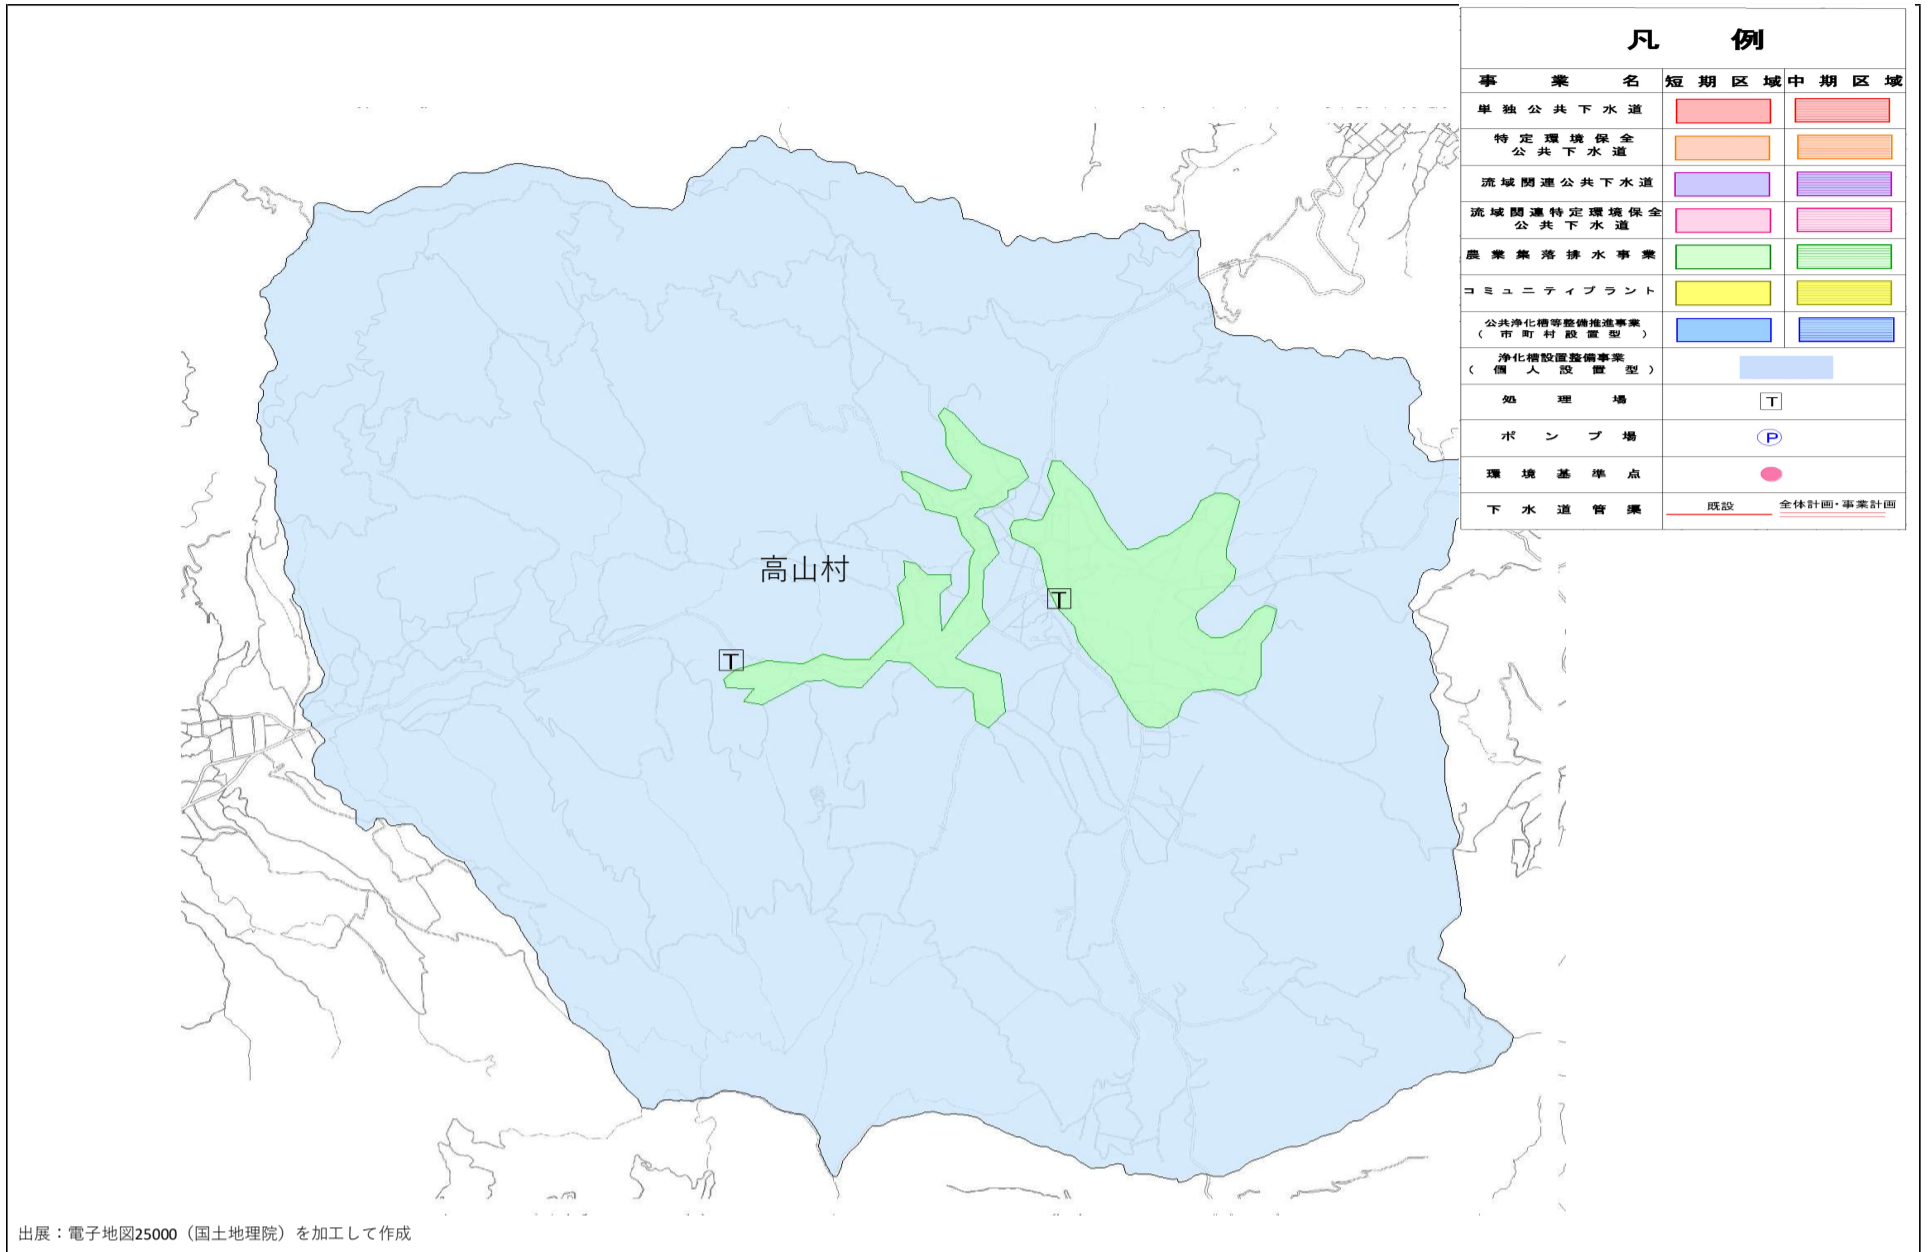 凡 例
事 業 名 短 期 区 域 中 期 区 域
単 独 公 共 下 水 道
特 定 環 境 保 全
公 共 下 水 道
流 域 関 連 公 共 下 水 道
流 域 関 連 特 定 環 境 保 全
公 共 下 水 道
農 業 集 落 排 水 事 業
コ ミ ュ ニ テ ィ プ ラ ン ト
公共浄化槽等整備推進事業
( 市 町 村 設 置 型 )
浄化槽設置整備事業
( 個 人 設 置 型 )
処 理 場 T
ポ ン プ 場 P
環 境 基 準 点
下 水 道 管 渠 既設 全体計画・事業計画
高山村
T
T
出展：電子地図25000（国土地理院）を加工して作成